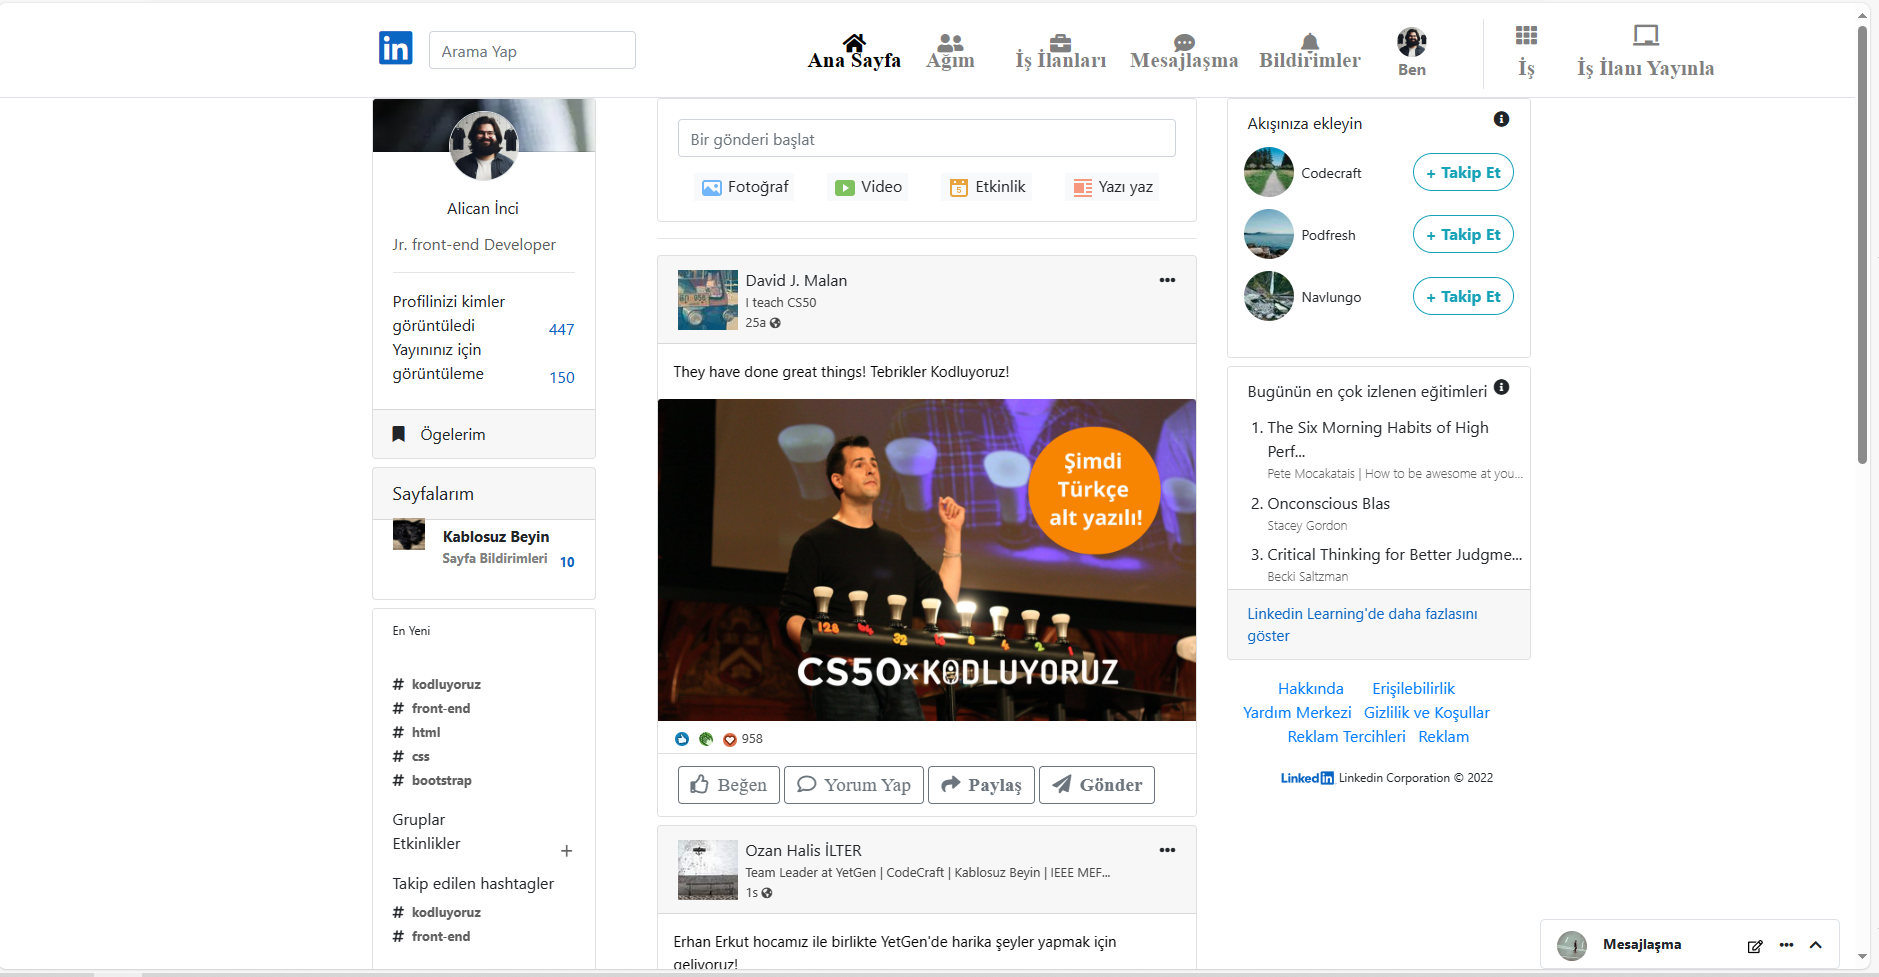 in
Arama Yap
Ana Sayfa
Ağım
İş İlanları
Mesajlaşma
Bildirimler
Ben
İş
İş İlanı Yayınla
Alican İnci
Jr. front-end Developer
Profilinizi kimler
görüntüledi 447
Yayınınız için
görüntüleme 150
Ögelerim
Sayfalarım
Kablosuz Beyin
Sayfa Bildirimleri 10
En Yeni
# kodluyoruz
# front-end
# html
# css
# bootstrap
Gruplar
Etkinlikler
+
Takip edilen hashtagler
# kodluyoruz
# front-end
Bir gönderi başlat
Fotoğraf
Video
5 Etkinlik
Yazı yaz
David J. Malan
•••
I teach CS50
25a
They have done great things! Tebrikler Kodluyoruz!
Şimdi
Türkçe
alt yazılı!
128 64 32 16 8 4 2 1
CS50xKODLUYORUZ
958
Beğen
Yorum Yap
Paylaş
Gönder
Ozan Halis İLTER
•••
Team Leader at YetGen | CodeCraft | Kablosuz Beyin | IEEE MEF...
1s
Erhan Erkut hocamız ile birlikte YetGen'de harika şeyler yapmak için
geliyoruz!
Akışınıza ekleyin
Codecraft + Takip Et
Podfresh + Takip Et
Navlungo + Takip Et
Bugünün en çok izlenen eğitimleri
1. The Six Morning Habits of High
Perf...
Pete Mocakatais | How to be awesome at you...
2. Onconscious Blas
Stacey Gordon
3. Critical Thinking for Better Judgme...
Becki Saltzman
Linkedin Learning'de daha fazlasını
göster
Hakkında Erişilebilirlik
Yardım Merkezi Gizlilik ve Koşullar
Reklam Tercihleri Reklam
Linkedin Linkedin Corporation © 2022
Mesajlaşma •••